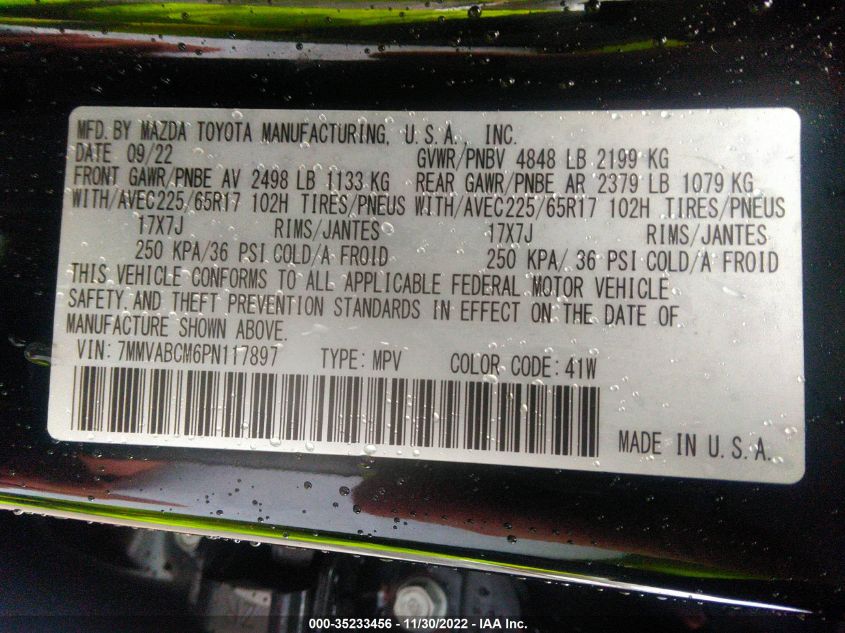 MFD. BY MAZDA TOYOTA MANUFACTURING, U.S.A. INC.
DATE 09/22 GVWR/PNBV 4848 LB 2199 KG
FRONT GAWR/PNBE AV 2498 LB 1133 KG REAR GAWR/PNBE AR 2379 LB 1079 KG
WITH/AVEC225/65R17 102H TIRES/PNEUS WITH/AVEC225/65R17 102H TIRES/PNEUS
17X7J RIMS/JANTES 17X7J RIMS/JANTES
250 KPA/36 PSI COLD/A FROID 250 KPA/ 36 PSI COLD/A FROID
THIS VEHICLE CONFORMS TO ALL APPLICABLE FEDERAL MOTOR VEHICLE
SAFETY AND THEFT PREVENTION STANDARDS IN EFFECT ON THE DATE OF
MANUFACTURE SHOWN ABOVE.
VIN: 7MMVABCM6PN117897 TYPE: MPV COLOR CODE: 41W
MADE IN U.S.A.
000-35233456 - 11/30/2022 - IAA Inc.